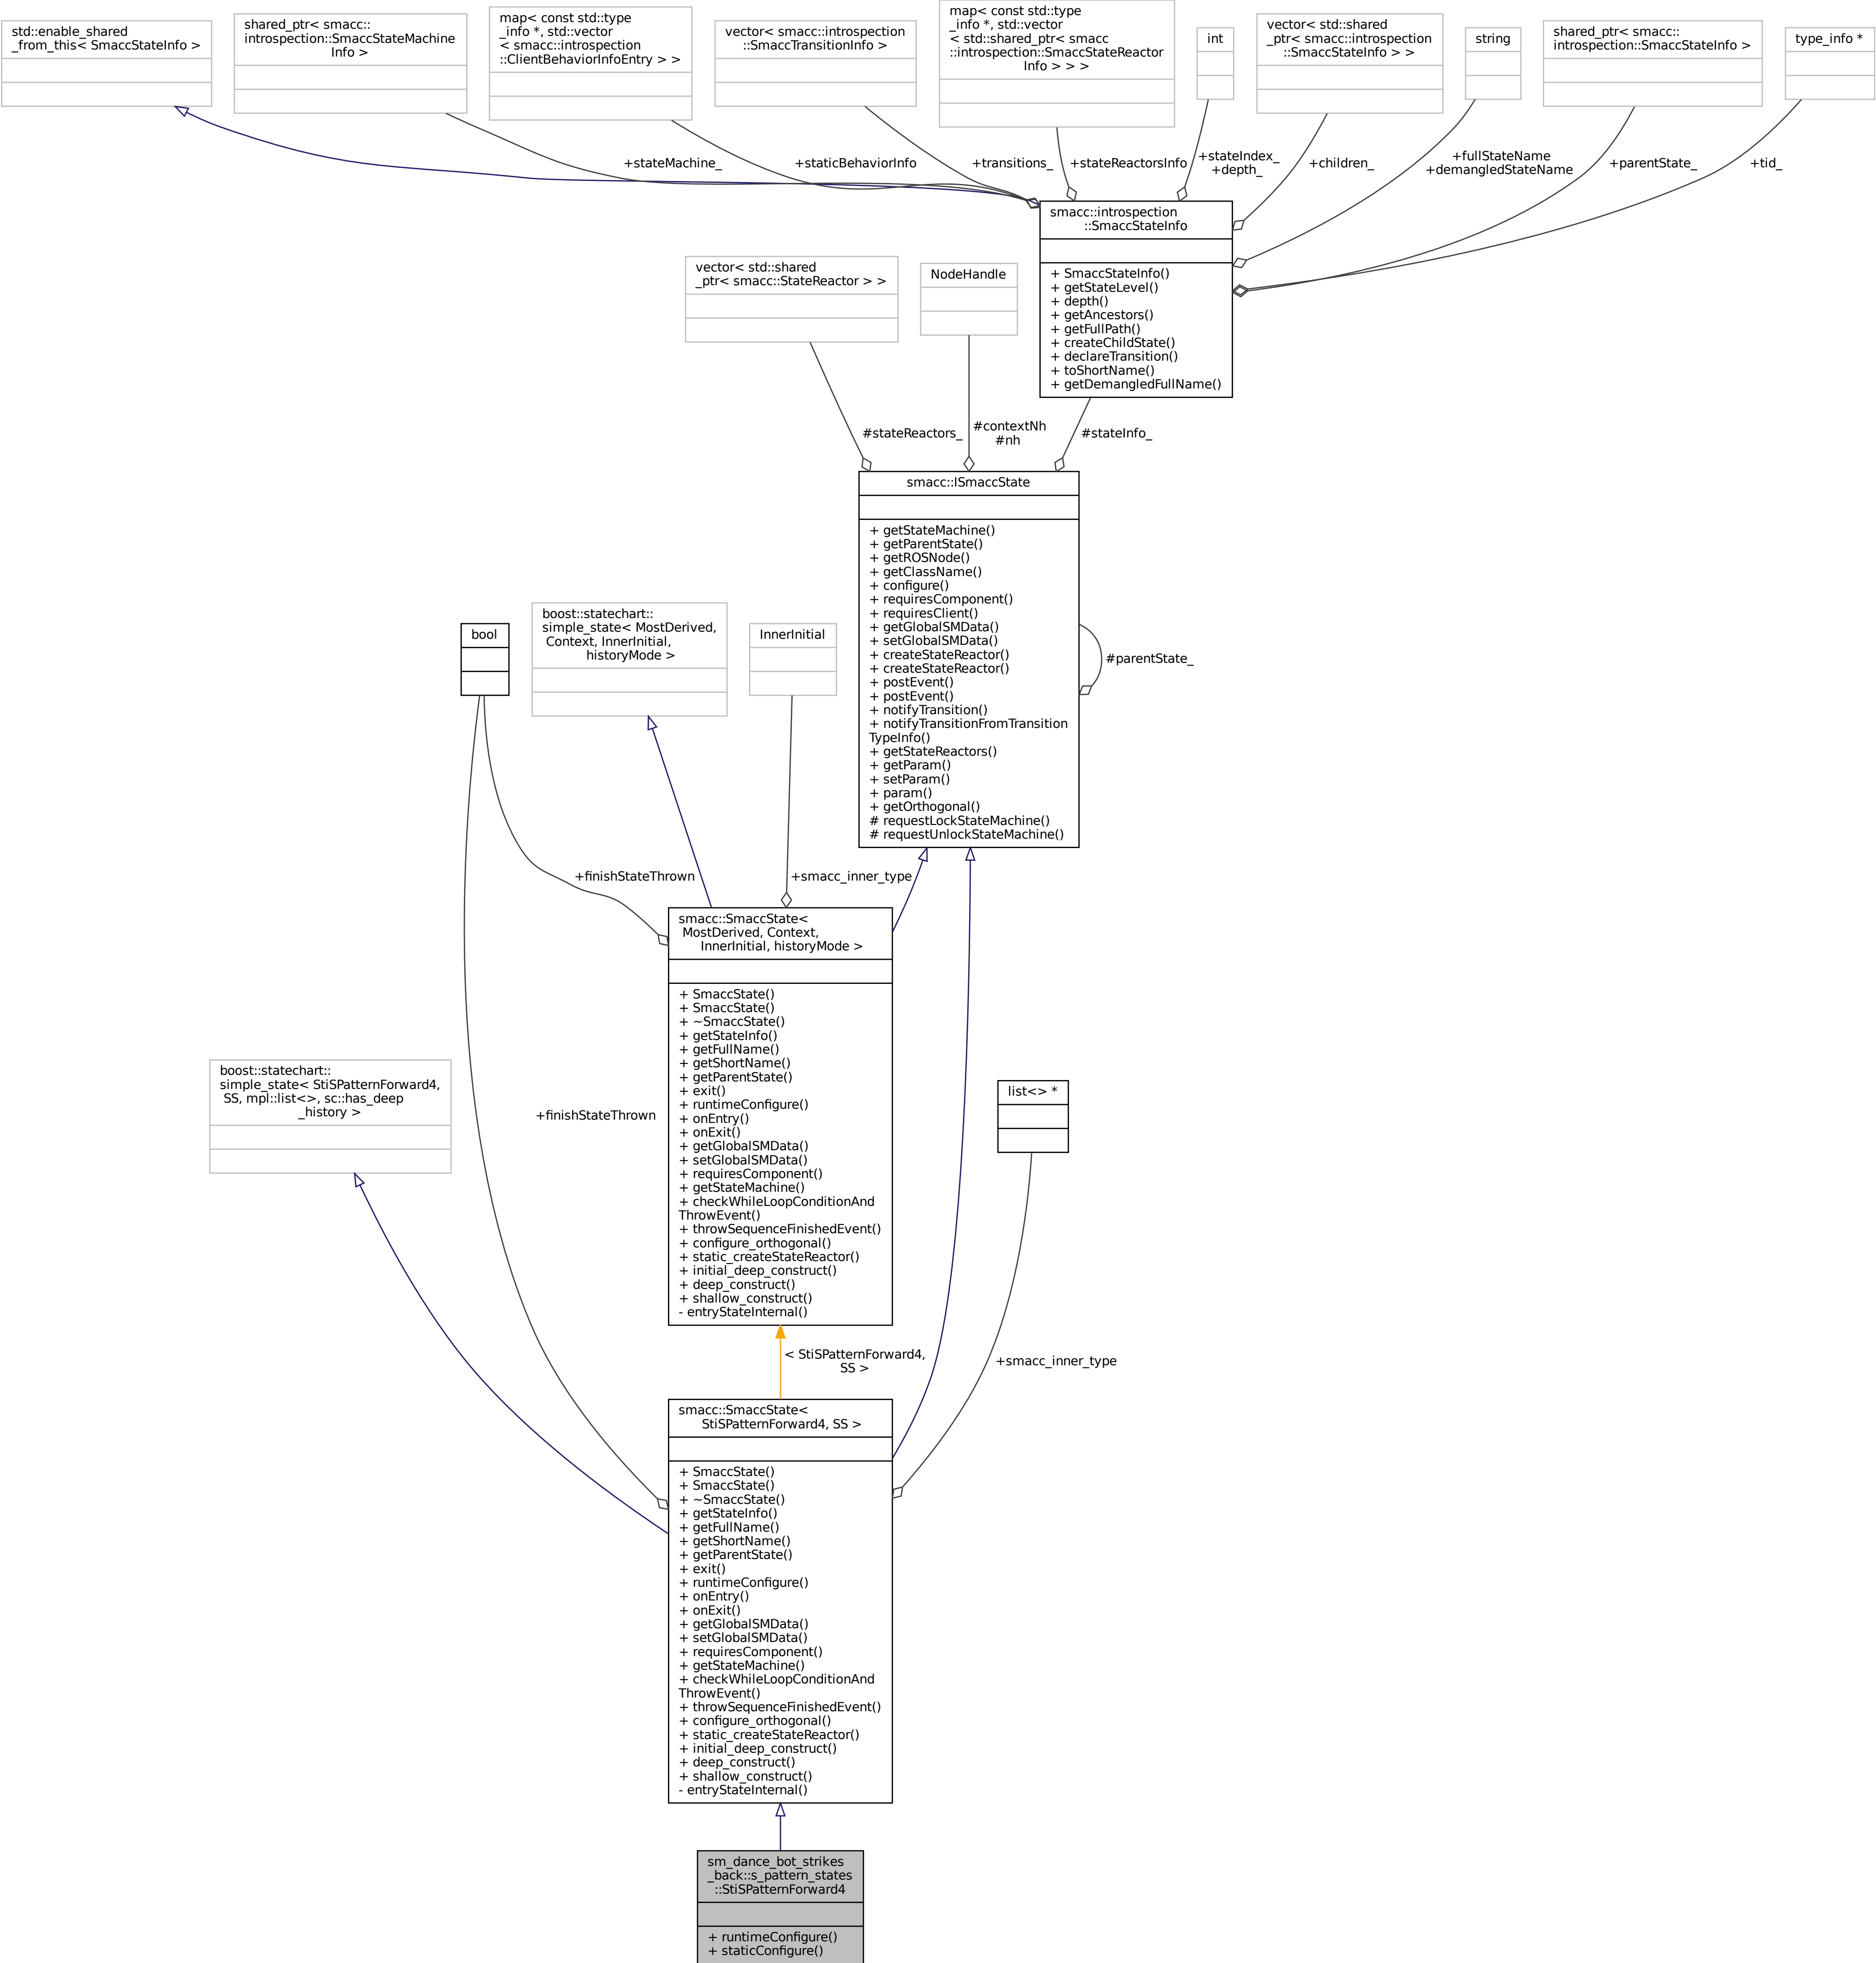 std::enable_shared
_from_this< SmaccStateInfo >
shared_ptr< smacc::
introspection::SmaccStateMachine
Info >
map< const std::type
_info *, std::vector
< smacc::introspection
::ClientBehaviorInfoEntry > >
vector< smacc::introspection
::SmaccTransitionInfo >
map< const std::type
_info *, std::vector
< std::shared_ptr< smacc
::introspection::SmaccStateReactor
Info > > >
int
vector< std::shared
_ptr< smacc::introspection
::SmaccStateInfo > >
string
shared_ptr< smacc::
introspection::SmaccStateInfo >
type_info *
+stateMachine_
+staticBehaviorInfo
+transitions_
+stateReactorsInfo
+stateIndex_
+depth_
+children_
+fullStateName
+demangledStateName
+parentState_
+tid_
smacc::introspection
::SmaccStateInfo
+ SmaccStateInfo()
+ getStateLevel()
+ depth()
+ getAncestors()
+ getFullPath()
+ createChildState()
+ declareTransition()
+ toShortName()
+ getDemangledFullName()
vector< std::shared
_ptr< smacc::StateReactor > >
NodeHandle
#stateReactors_
#contextNh
#nh
#stateInfo_
smacc::ISmaccState
+ getStateMachine()
+ getParentState()
+ getROSNode()
+ getClassName()
+ configure()
+ requiresComponent()
+ requiresClient()
+ getGlobalSMData()
+ setGlobalSMData()
+ createStateReactor()
+ createStateReactor()
+ postEvent()
+ postEvent()
+ notifyTransition()
+ notifyTransitionFromTransition
TypeInfo()
+ getStateReactors()
+ getParam()
+ setParam()
+ param()
+ getOrthogonal()
# requestLockStateMachine()
# requestUnlockStateMachine()
#parentState_
bool
boost::statechart::
simple_state< MostDerived,
Context, InnerInitial,
historyMode >
InnerInitial
+finishStateThrown
+smacc_inner_type
smacc::SmaccState<
MostDerived, Context,
InnerInitial, historyMode >
+ SmaccState()
+ SmaccState()
+ ~SmaccState()
+ getStateInfo()
+ getFullName()
+ getShortName()
+ getParentState()
+ exit()
+ runtimeConfigure()
+ onEntry()
+ onExit()
+ getGlobalSMData()
+ setGlobalSMData()
+ requiresComponent()
+ getStateMachine()
+ checkWhileLoopConditionAnd
ThrowEvent()
+ throwSequenceFinishedEvent()
+ configure_orthogonal()
+ static_createStateReactor()
+ initial_deep_construct()
+ deep_construct()
+ shallow_construct()
- entryStateInternal()
boost::statechart::
simple_state< StiSPatternForward4,
SS, mpl::list<>, sc::has_deep
_history >
+finishStateThrown
list<> *
< StiSPatternForward4,
SS >
+smacc_inner_type
smacc::SmaccState<
StiSPatternForward4, SS >
+ SmaccState()
+ SmaccState()
+ ~SmaccState()
+ getStateInfo()
+ getFullName()
+ getShortName()
+ getParentState()
+ exit()
+ runtimeConfigure()
+ onEntry()
+ onExit()
+ getGlobalSMData()
+ setGlobalSMData()
+ requiresComponent()
+ getStateMachine()
+ checkWhileLoopConditionAnd
ThrowEvent()
+ throwSequenceFinishedEvent()
+ configure_orthogonal()
+ static_createStateReactor()
+ initial_deep_construct()
+ deep_construct()
+ shallow_construct()
- entryStateInternal()
sm_dance_bot_strikes
_back::s_pattern_states
::StiSPatternForward4
+ runtimeConfigure()
+ staticConfigure()